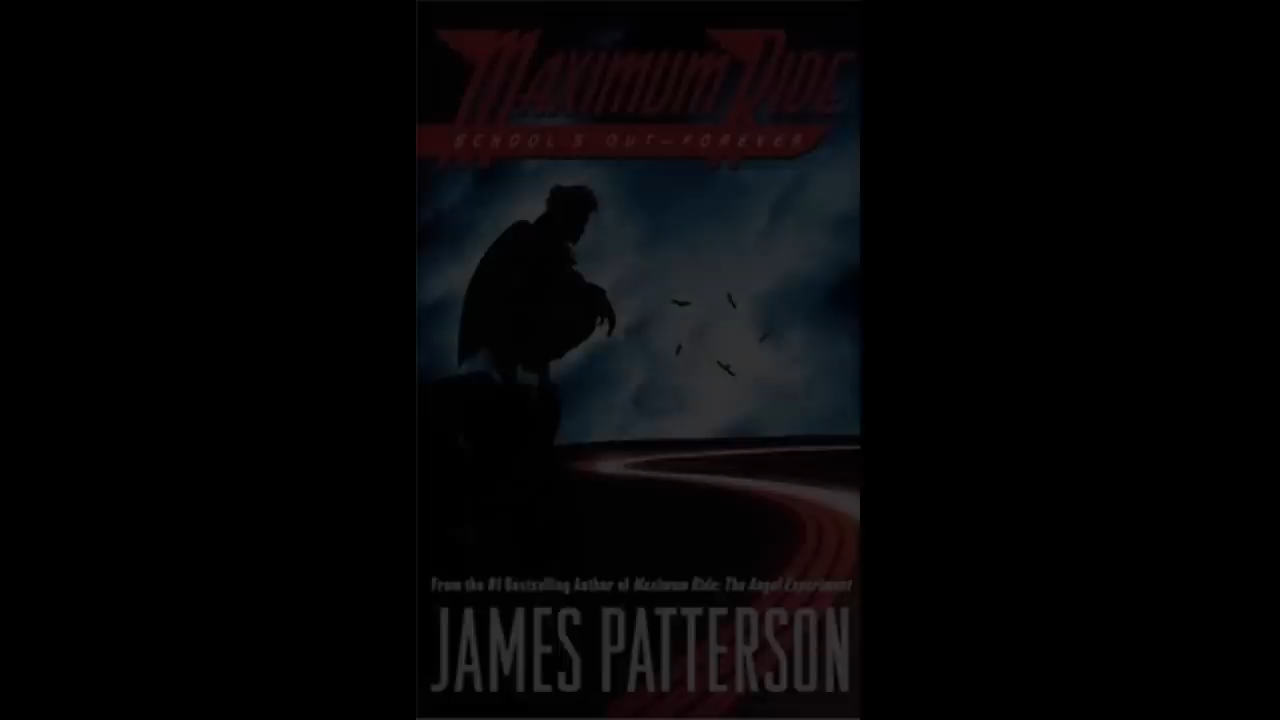 MAXIMUM RIDE
SCHOOL'S OUT—FOREVER
From the #1 Bestselling Author of Maximum Ride: The Angel Experiment
JAMES PATTERSON